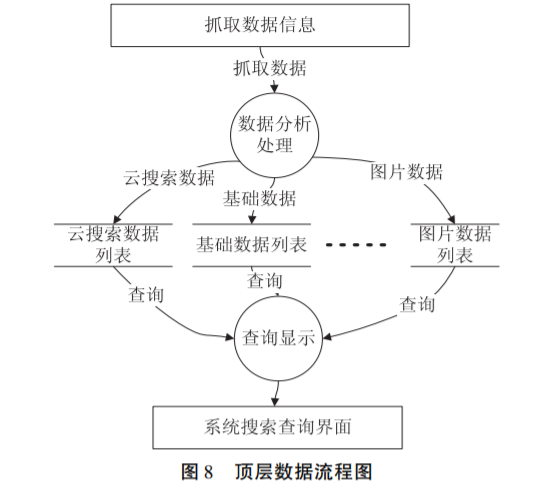 抓取数据信息
抓取数据
数据分析
处理
云搜索数据
基础数据
图片数据
云搜索数据
列表
基础数据列表
图片数据
列表
查询
查询
查询
查询显示
系统搜索查询界面
图 8 顶层数据流程图